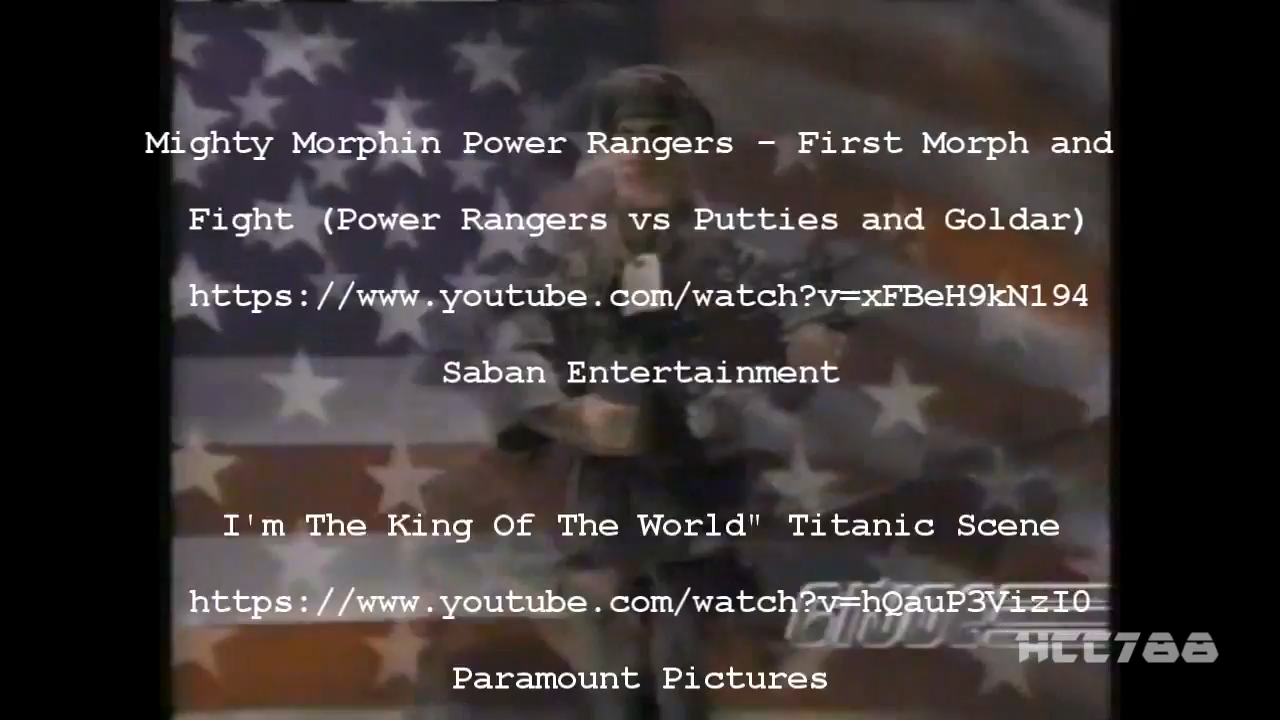 Mighty Morphin Power Rangers - First Morph and
Fight (Power Rangers vs Putties and Goldar)
https://www.youtube.com/watch?v=xFBeH9kN194
Saban Entertainment
I'm The King Of The World" Titanic Scene
https://www.youtube.com/watch?v=hQauP3VizI0
GI JOE
HCC788
Paramount Pictures